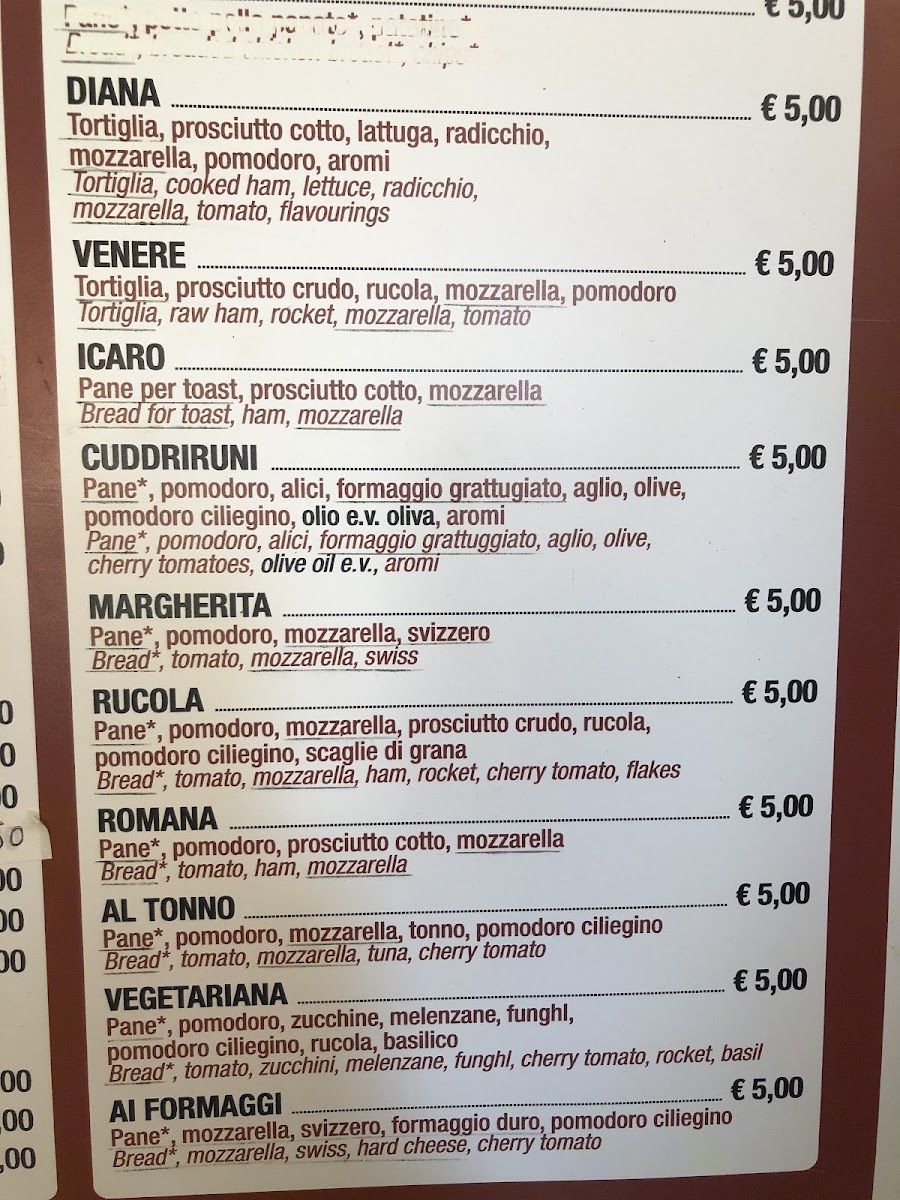 € 5,00
DIANA € 5,00
Tortiglia, prosciutto cotto, lattuga, radicchio,
mozzarella, pomodoro, aromi
Tortiglia, cooked ham, lettuce, radicchio,
mozzarella, tomato, flavourings
VENERE € 5,00
Tortiglia, prosciutto crudo, rucola, mozzarella, pomodoro
Tortiglia, raw ham, rocket, mozzarella, tomato
ICARO € 5,00
Pane per toast, prosciutto cotto, mozzarella
Bread for toast, ham, mozzarella
CUDDRIRUNI € 5,00
Pane*, pomodoro, alici, formaggio grattugiato, aglio, olive,
pomodoro ciliegino, olio e.v. oliva, aromi
Pane*, pomodoro, alici, formaggio grattuggiato, aglio, olive,
cherry tomatoes, olive oil e.v., aromi
MARGHERITA € 5,00
Pane*, pomodoro, mozzarella, svizzero
Bread*, tomato, mozzarella, swiss
RUCOLA € 5,00
Pane*, pomodoro, mozzarella, prosciutto crudo, rucola,
pomodoro ciliegino, scaglie di grana
Bread*, tomato, mozzarella, ham, rocket, cherry tomato, flakes
ROMANA € 5,00
Pane*, pomodoro, prosciutto cotto, mozzarella
Bread*, tomato, ham, mozzarella
AL TONNO € 5,00
Pane*, pomodoro, mozzarella, tonno, pomodoro ciliegino
Bread*, tomato, mozzarella, tuna, cherry tomato
VEGETARIANA € 5,00
Pane*, pomodoro, zucchine, melenzane, funghl,
pomodoro ciliegino, rucola, basilico
Bread*, tomato, zucchini, melenzane, funghl, cherry tomato, rocket, basil
AI FORMAGGI € 5,00
Pane*, mozzarella, svizzero, formaggio duro, pomodoro ciliegino
Bread*, mozzarella, swiss, hard cheese, cherry tomato